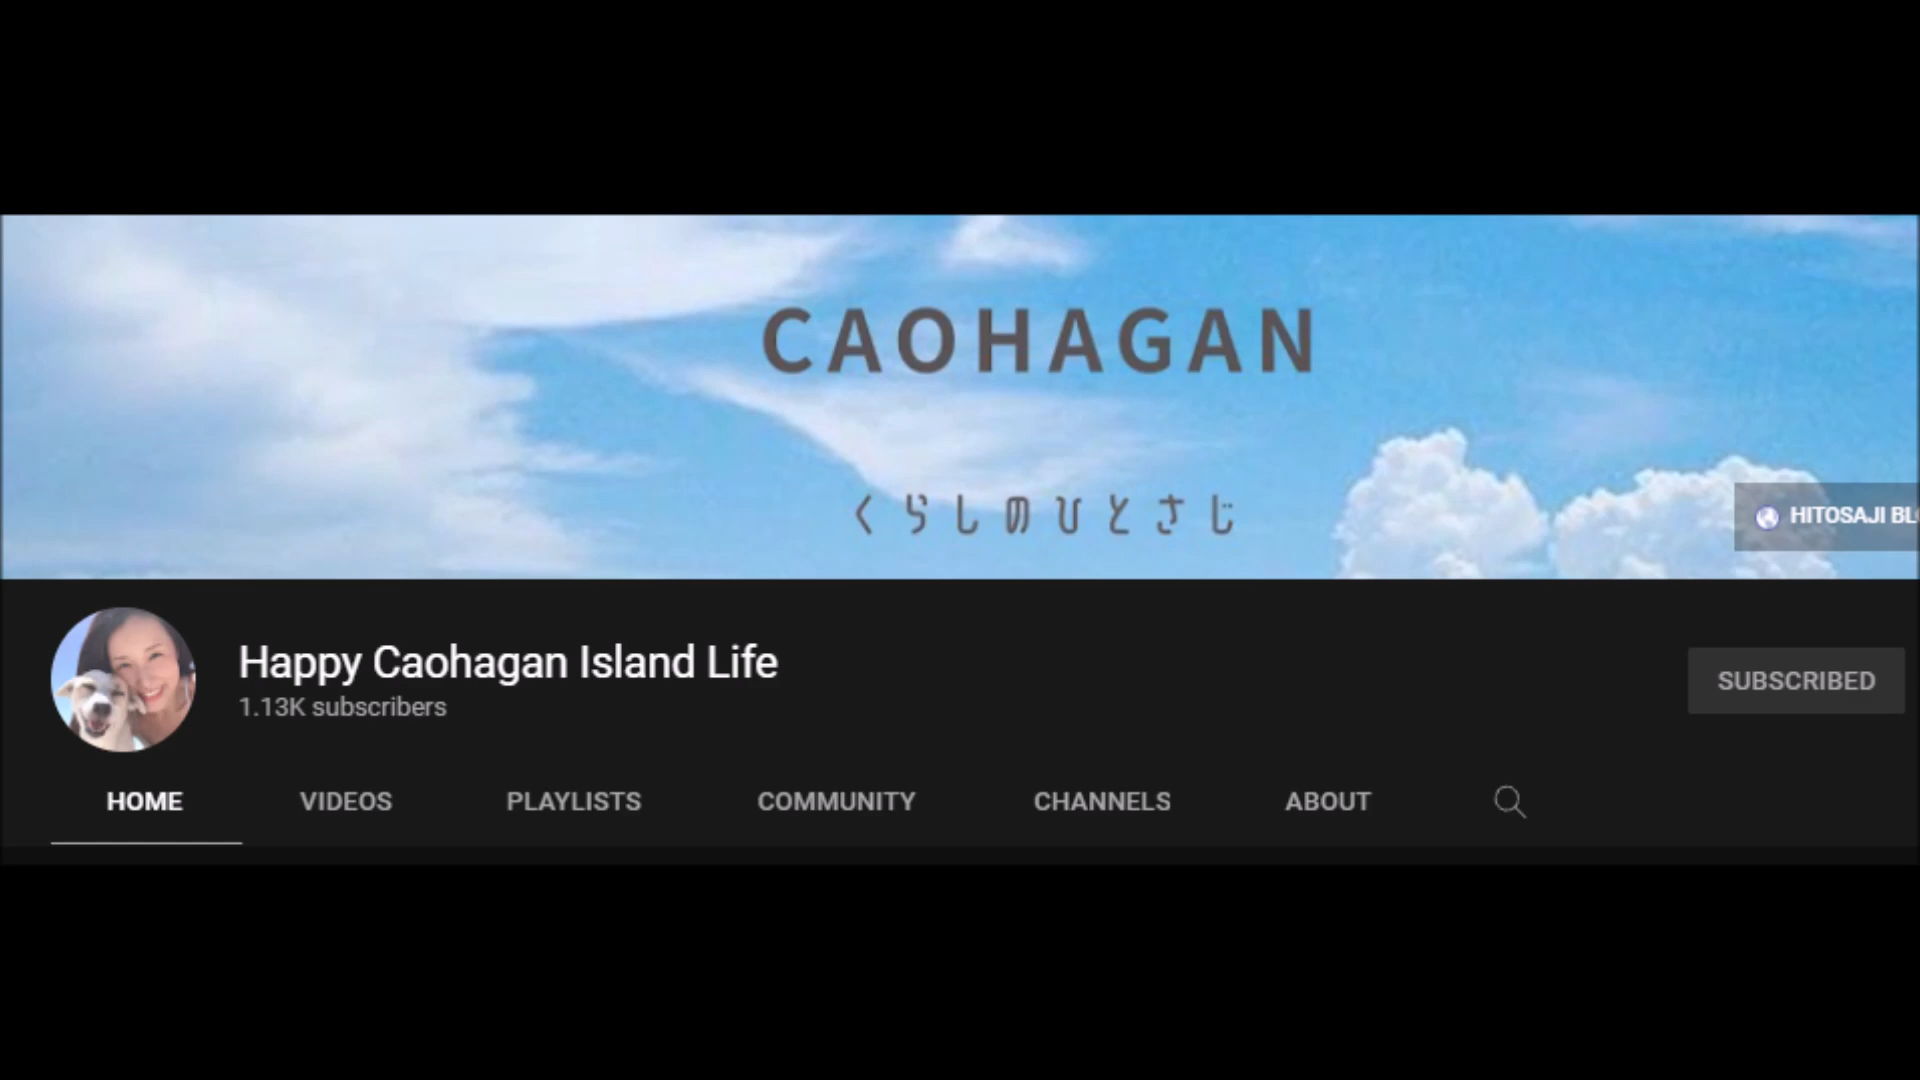 CAOHAGAN
くらしのひとさじ
HITOSAJI
Happy Caohagan Island Life
1.13K subscribers
SUBSCRIBED
HOME VIDEOS PLAYLISTS COMMUNITY CHANNELS ABOUT